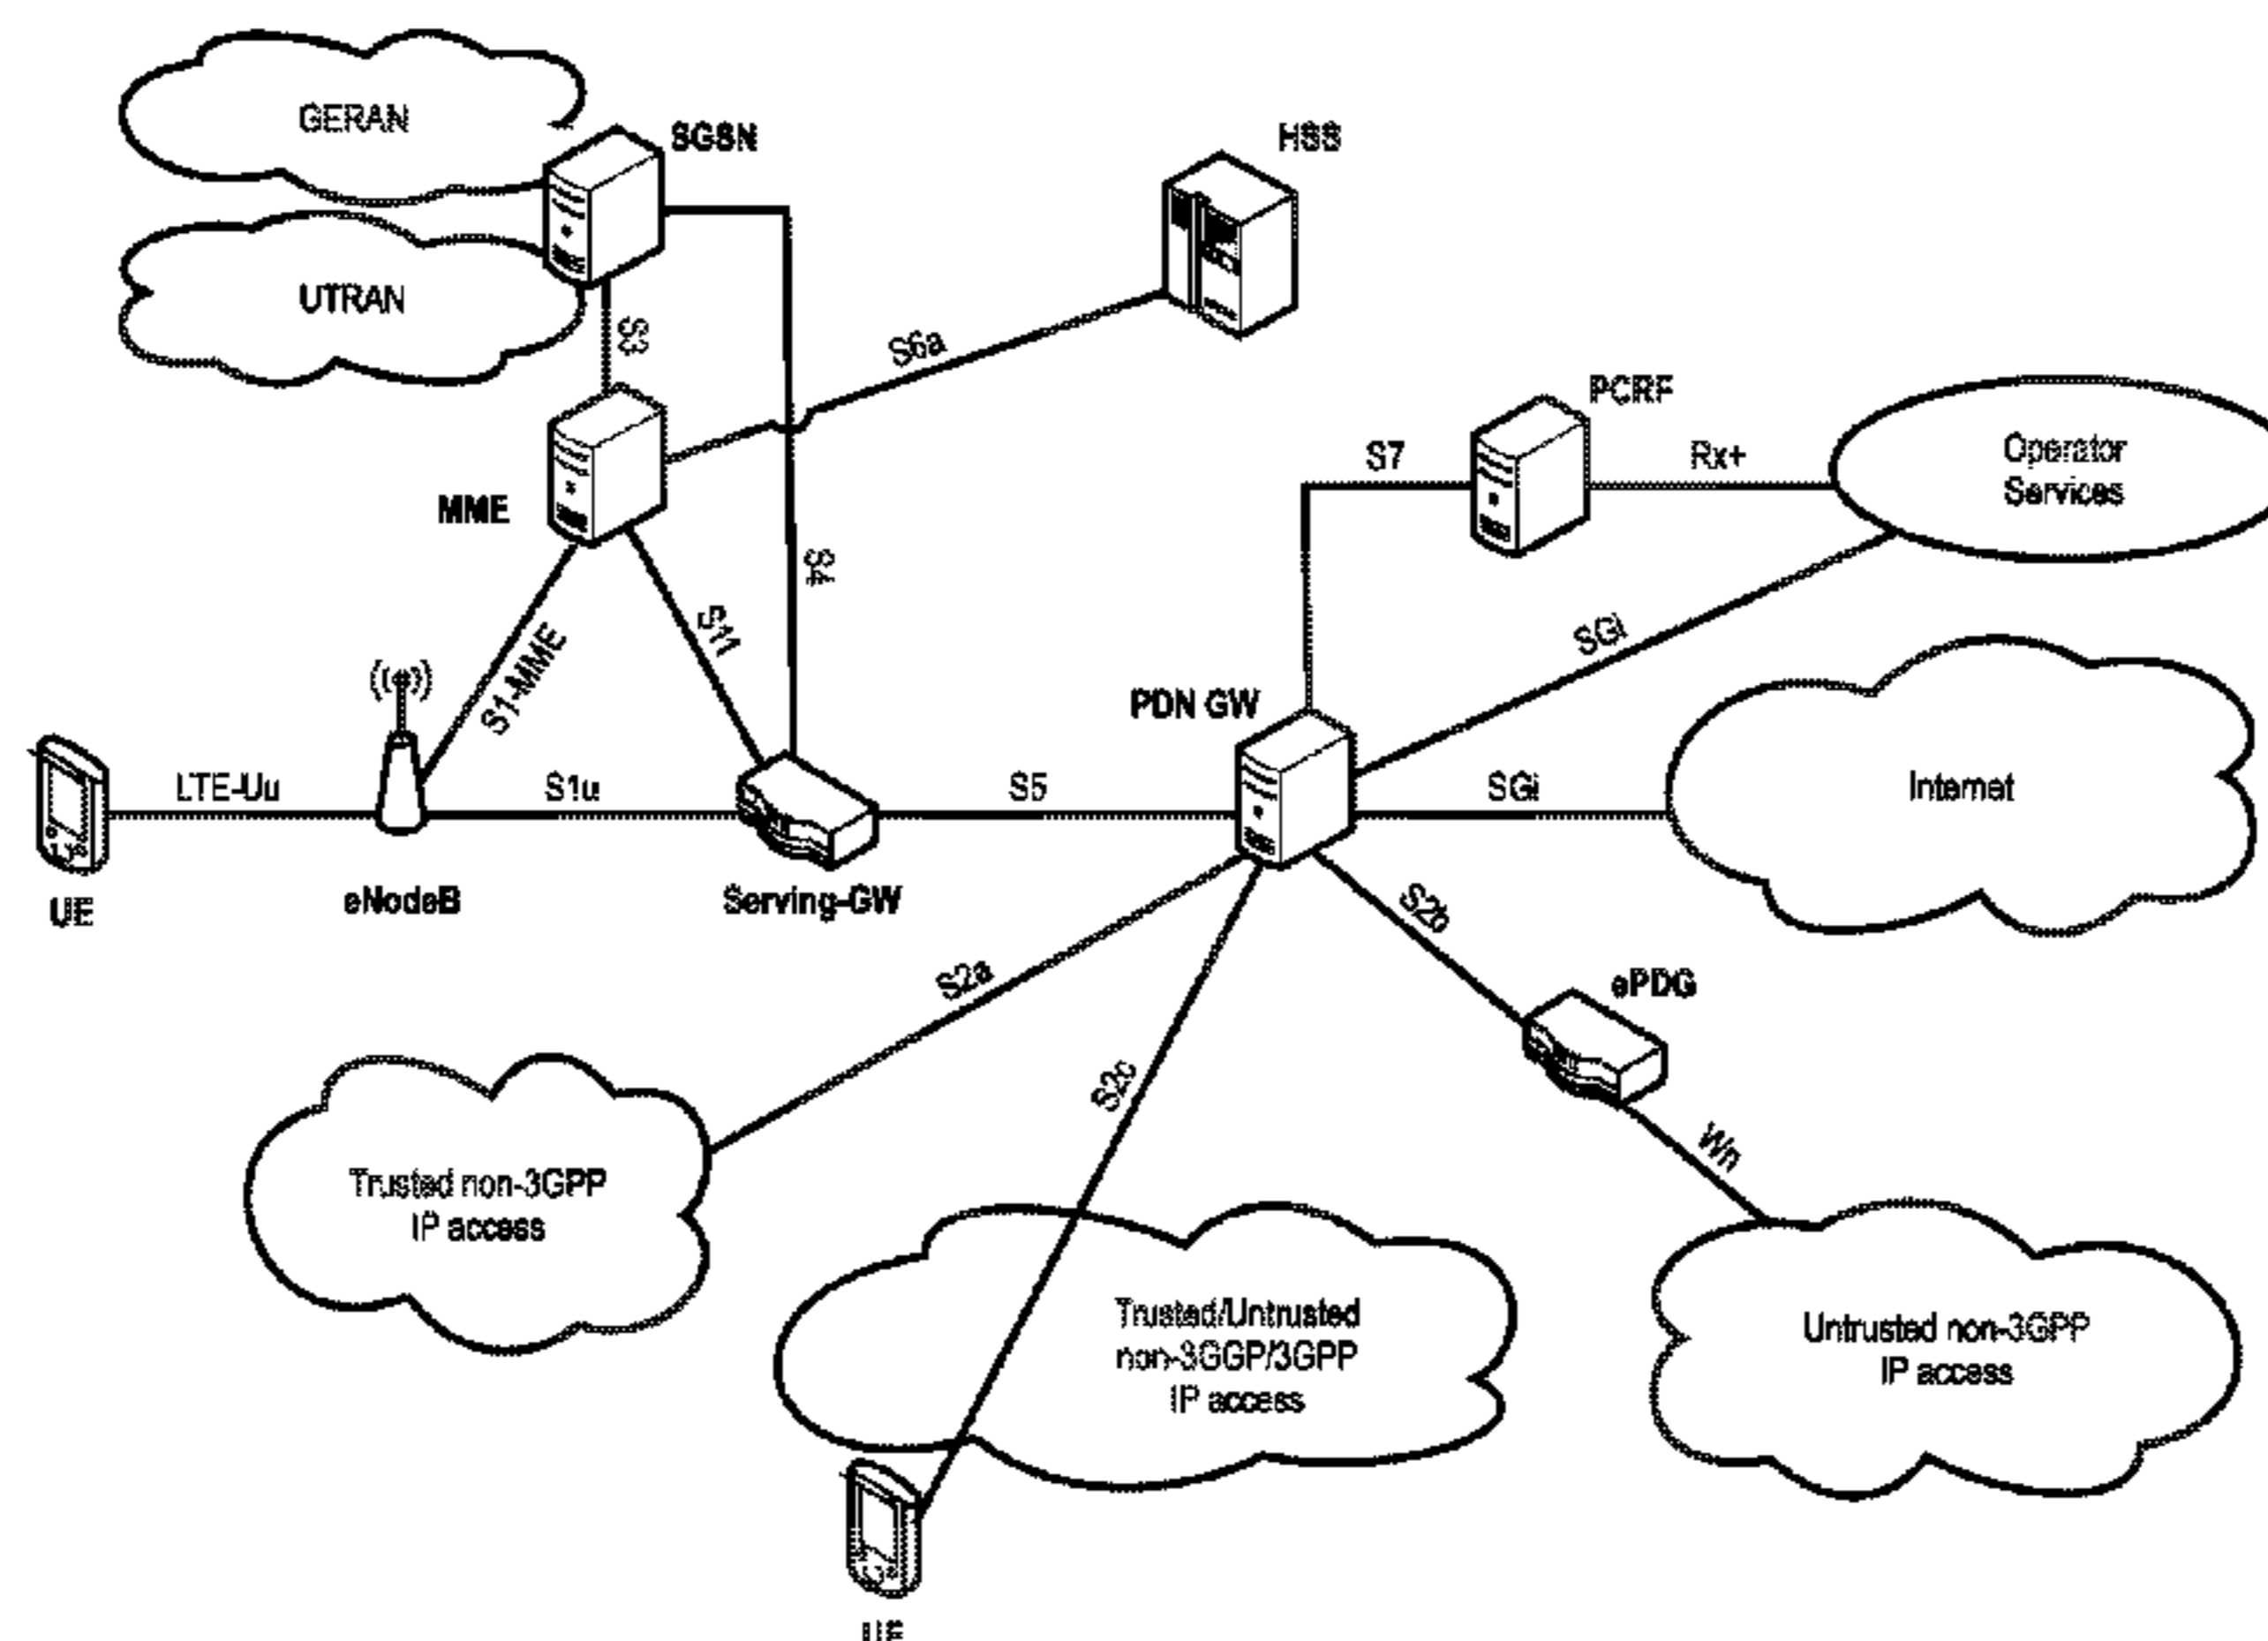 GERAN
SGSN
HSS
UTRAN
S3
S6a
PCRF
Operator
Services
S7
Rx+
MME
S4
S11
S1-MME
SGi
PDN GW
Internet
LTE-Uu
S1u
S5
SGi
UE
eNodeB
Serving-GW
S2b
S2a
ePDG
S2c
Wn
Trusted non-3GPP
IP access
Trusted/Untrusted
non-3GGP/3GPP
IP access
Untrusted non-3GPP
IP access
UE